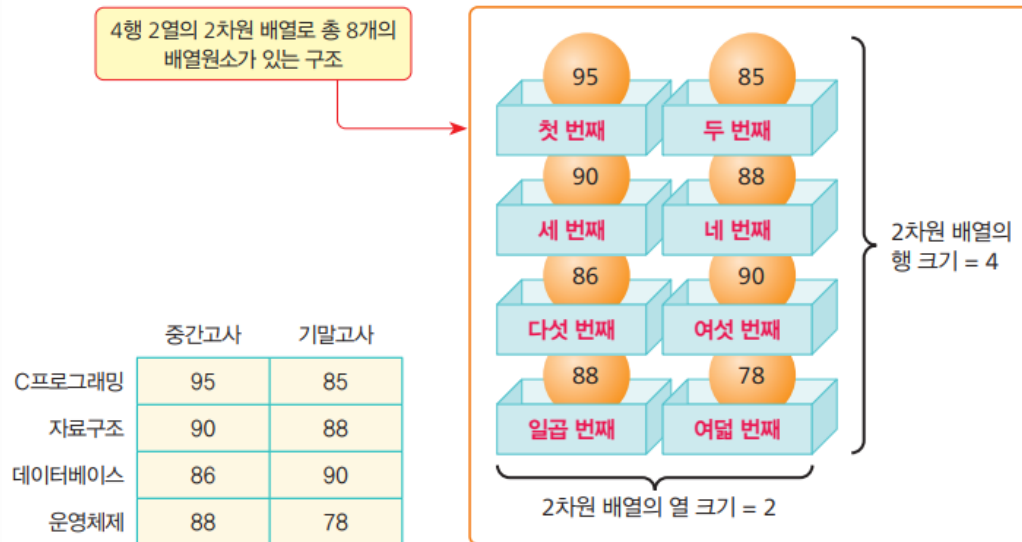 4행 2열의 2차원 배열로 총 8개의
배열원소가 있는 구조
95 85
첫 번째 두 번째
90 88
세 번째 네 번째
86 90
다섯 번째 여섯 번째
88 78
일곱 번째 여덟 번째
2차원 배열의
행 크기 = 4
2차원 배열의 열 크기 = 2
중간고사 기말고사
C프로그래밍 95 85
자료구조 90 88
데이터베이스 86 90
운영체제 88 78